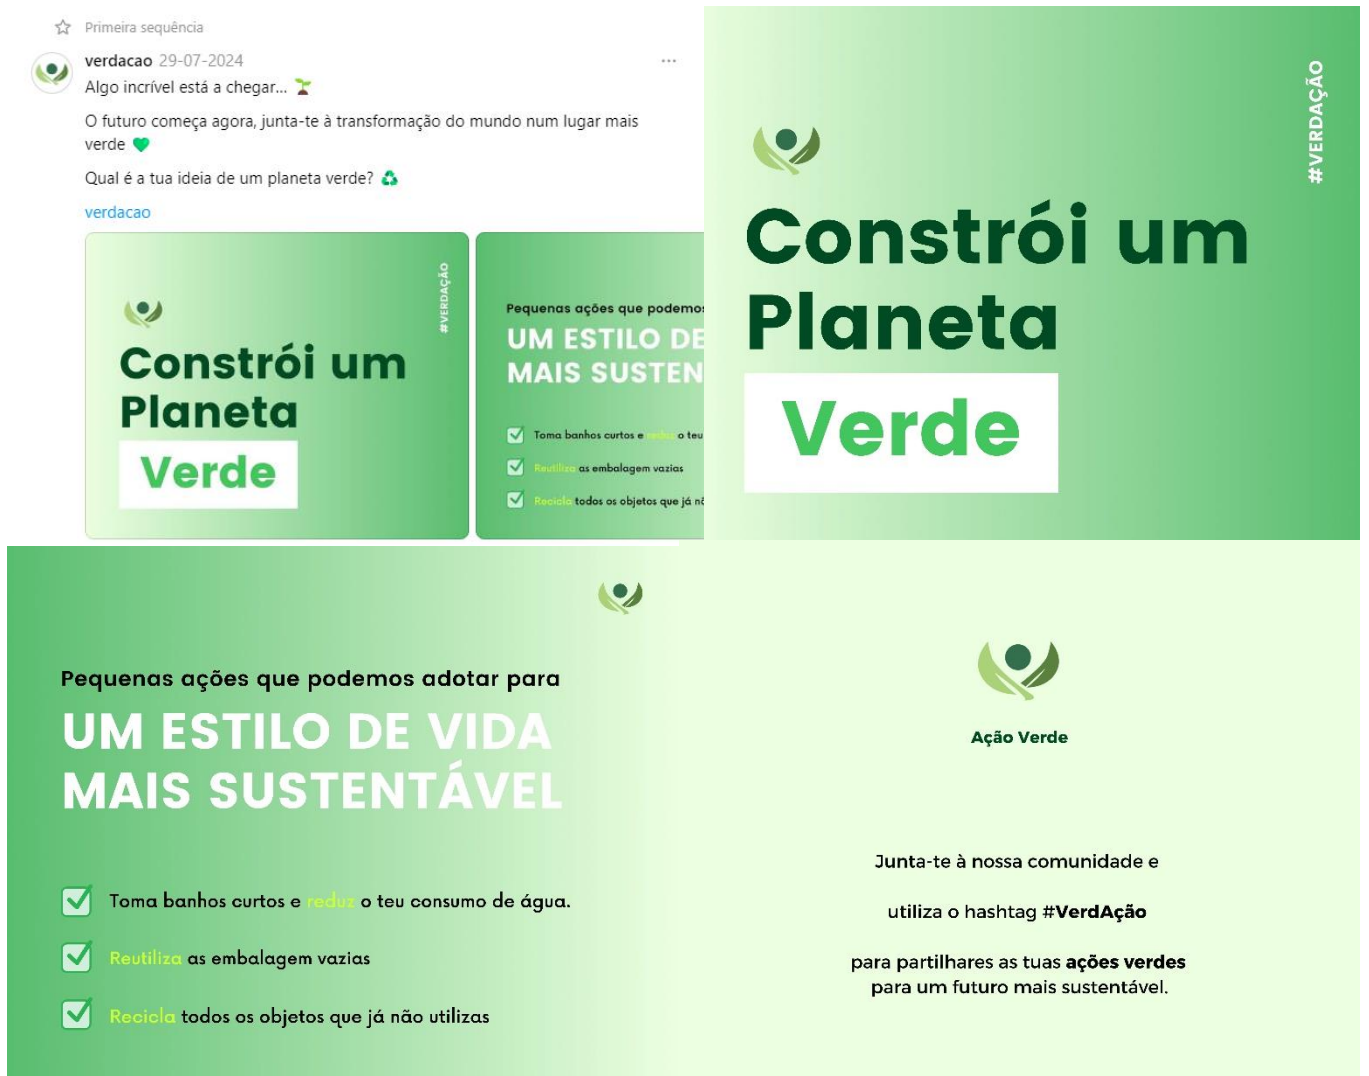 Primeira sequência
verdacao 29-07-2024
Algo incrível está a chegar...
O futuro começa agora, junta-te à transformação do mundo num lugar mais
verde
Qual é a tua ideia de um planeta verde?
verdacao
#VERDAÇÃO
Constrói um
Planeta
Verde
Pequenas ações que podemos
UM ESTILO DE
MAIS SUSTEN
Toma banhos curtos e reduz o teu
Reutiliza as embalagem vazias
Recicla todos os objetos que já nã
#VERDAÇÃO
Constrói um
Planeta
Verde
Pequenas ações que podemos adotar para
UM ESTILO DE VIDA
MAIS SUSTENTÁVEL
Toma banhos curtos e reduz o teu consumo de água.
Reutiliza as embalagem vazias
Recicla todos os objetos que já não utilizas
Ação Verde
Junta-te à nossa comunidade e
utiliza o hashtag #VerdAção
para partilhares as tuas ações verdes
para um futuro mais sustentável.